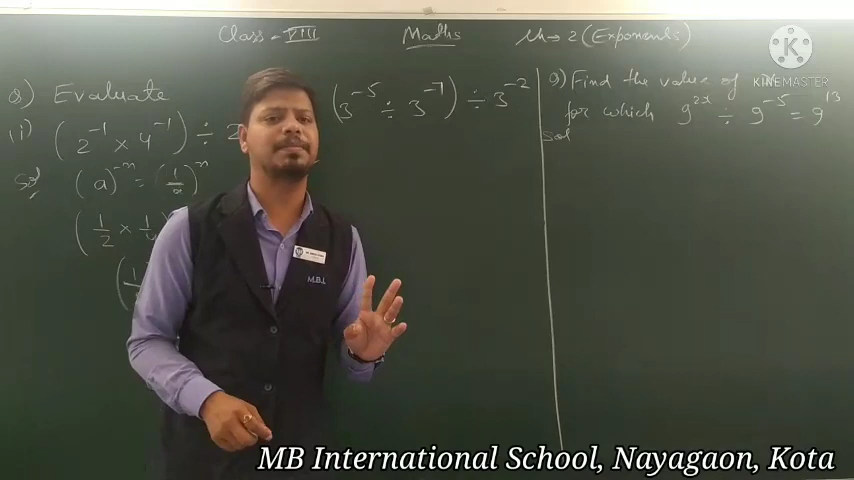 Class - VIII Maths Ch → 2 (Exponents)
KINEMASTER
Q) Evaluate
(i) (2⁻¹ × 4⁻¹) ÷ 2
Sol (a)⁻ⁿ = (1/a)ⁿ
(1/2 × 1/4
(1
(3⁻⁵ ÷ 3⁻⁷) ÷ 3⁻²
Q) Find the value of
for which 9²ˣ ÷ 9⁻⁵ = 9¹³
Sol
M.B.I.
MB International School, Nayagaon, Kota